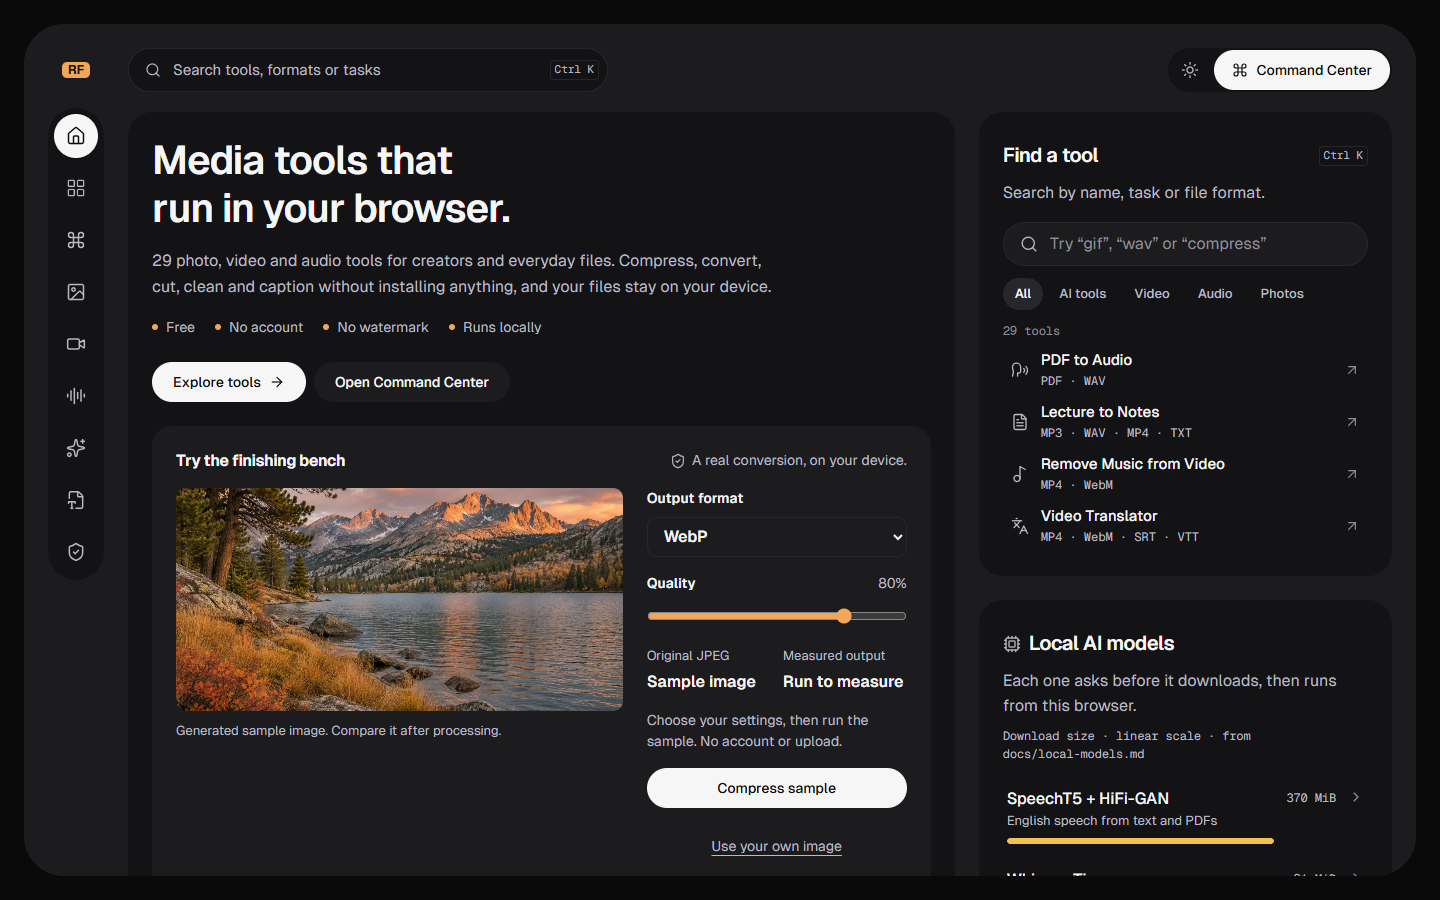 RF
Search tools, formats or tasks
Ctrl K
Command Center
Media tools that
run in your browser.
29 photo, video and audio tools for creators and everyday files. Compress, convert,
cut, clean and caption without installing anything, and your files stay on your device.
Free
No account
No watermark
Runs locally
Explore tools
Open Command Center
Try the finishing bench
A real conversion, on your device.
Generated sample image. Compare it after processing.
Output format
WebP
Quality
80%
Original JPEG
Measured output
Sample image
Run to measure
Choose your settings, then run the
sample. No account or upload.
Compress sample
Use your own image
Find a tool
Ctrl K
Search by name, task or file format.
Try “gif”, “wav” or “compress”
All
AI tools
Video
Audio
Photos
29 tools
PDF to Audio
PDF · WAV
Lecture to Notes
MP3 · WAV · MP4 · TXT
Remove Music from Video
MP4 · WebM
Video Translator
MP4 · WebM · SRT · VTT
Local AI models
Each one asks before it downloads, then runs
from this browser.
Download size · linear scale · from
docs/local-models.md
SpeechT5 + HiFi-GAN
370 MiB
English speech from text and PDFs